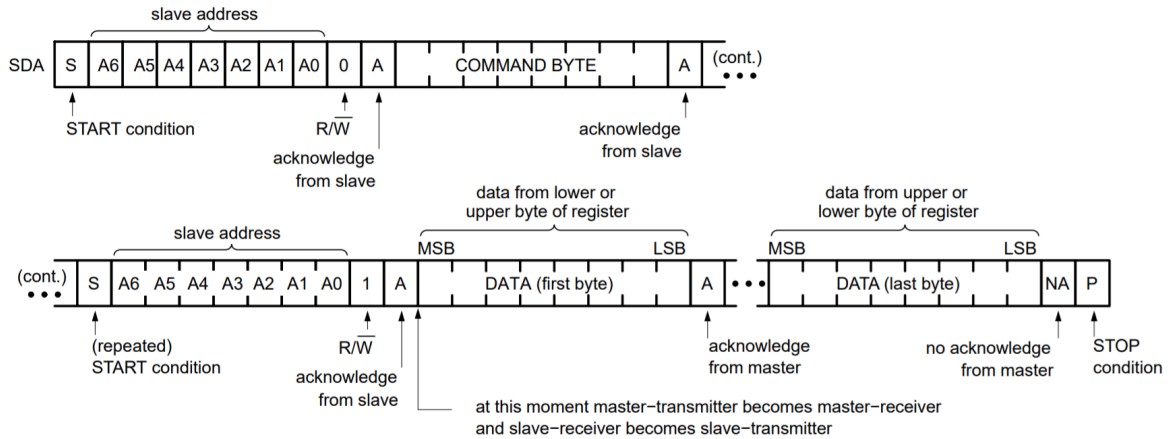 slave address
SDA S A6 A5 A4 A3 A2 A1 A0 0 A COMMAND BYTE A (cont.)
START condition
R/W̅
acknowledge
from slave
acknowledge
from slave
data from lower or
upper byte of register
data from upper or
lower byte of register
slave address
MSB LSB MSB LSB
(cont.) S A6 A5 A4 A3 A2 A1 A0 1 A DATA (first byte) A DATA (last byte) NA P
(repeated)
START condition
R/W̅
acknowledge
from slave
acknowledge
from master
no acknowledge
from master
STOP
condition
at this moment master−transmitter becomes master−receiver
and slave−receiver becomes slave−transmitter